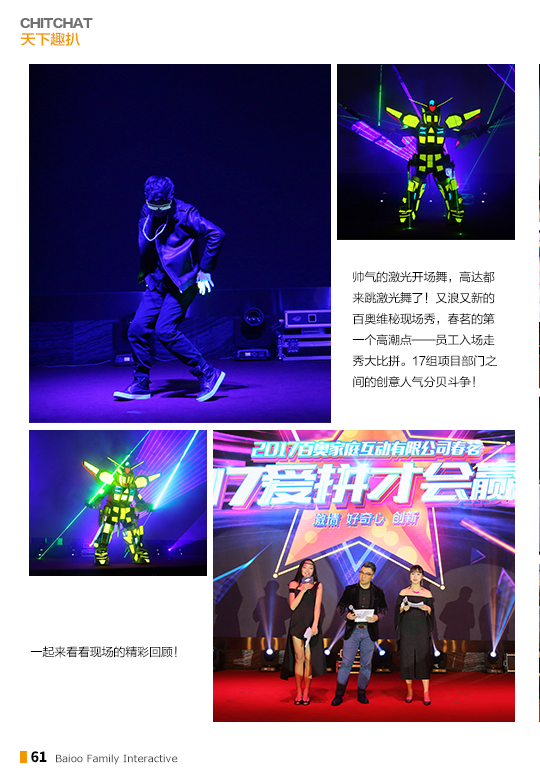 CHITCHAT
天下趣扒
帅气的激光开场舞，高达都
来跳激光舞了！又浪又新的
百奥维秘现场秀，春茗的第
一个高潮点——员工入场走
秀大比拼。17组项目部门之
间的创意人气分贝斗争！
2017百奥家庭互动有限公司春茗
17爱拼才会赢
激情 好奇心 创新
一起来看看现场的精彩回顾！
61 Baioo Family Interactive